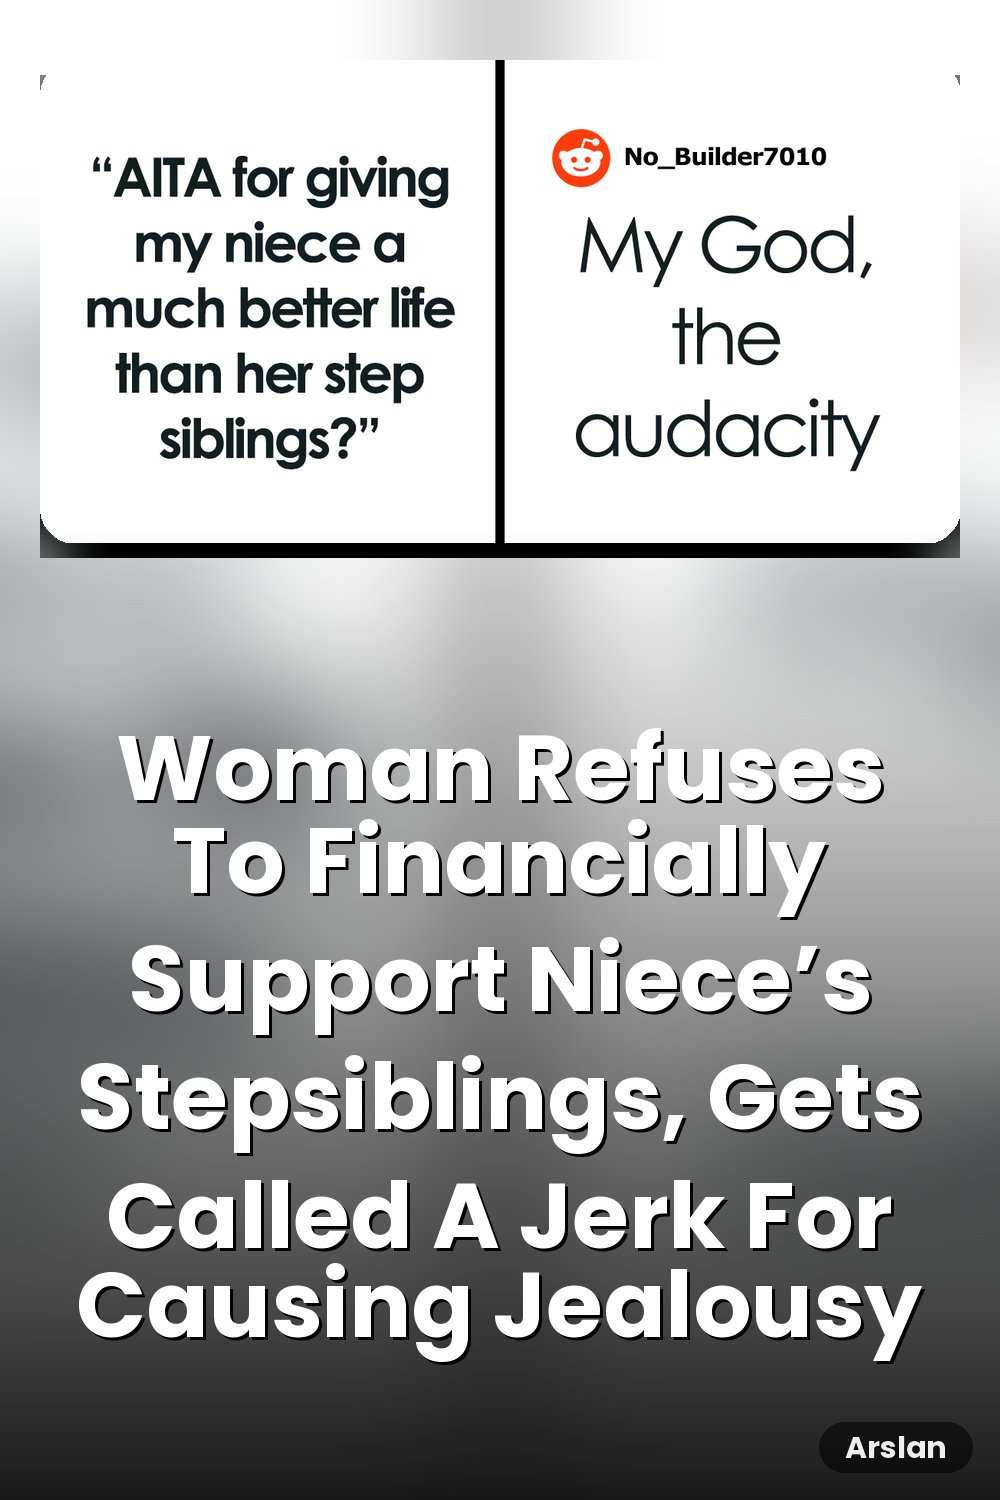 “AITA for giving
my niece a
much better life
than her step
siblings?”
No_Builder7010
My God,
the
audacity
Woman Refuses
To Financially
Support Niece’s
Stepsiblings, Gets
Called A Jerk For
Causing Jealousy
Arslan